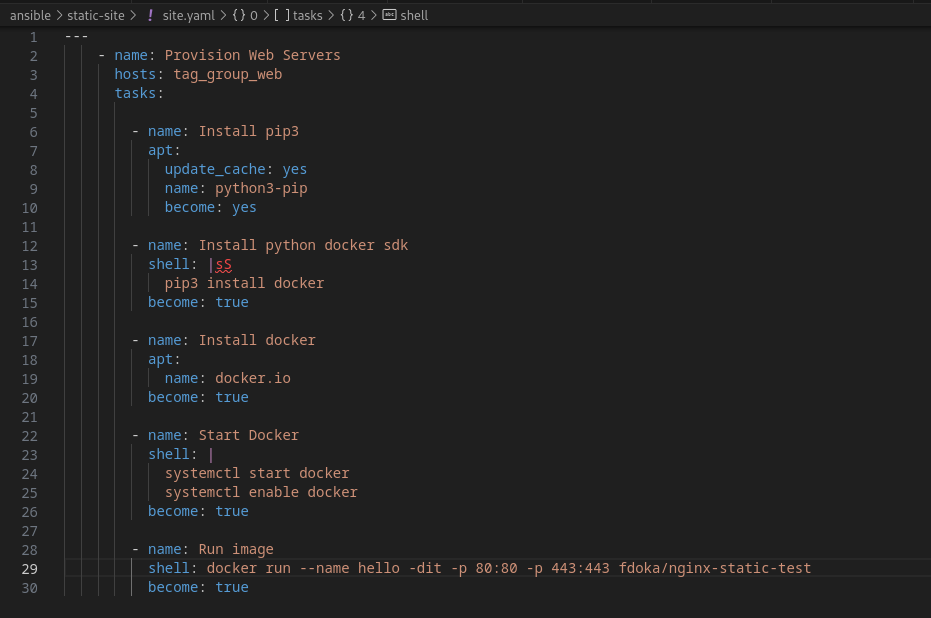 ansible > static-site > ! site.yaml > {} 0 > [ ] tasks > {} 4 > abc shell
1 ---
2     - name: Provision Web Servers
3       hosts: tag_group_web
4       tasks:
5
6         - name: Install pip3
7           apt:
8             update_cache: yes
9             name: python3-pip
10            become: yes
11
12        - name: Install python docker sdk
13          shell: |sS
14            pip3 install docker
15          become: true
16
17        - name: Install docker
18          apt:
19            name: docker.io
20          become: true
21
22        - name: Start Docker
23          shell: |
24            systemctl start docker
25            systemctl enable docker
26          become: true
27
28        - name: Run image
29          shell: docker run --name hello -dit -p 80:80 -p 443:443 fdoka/nginx-static-test
30          become: true